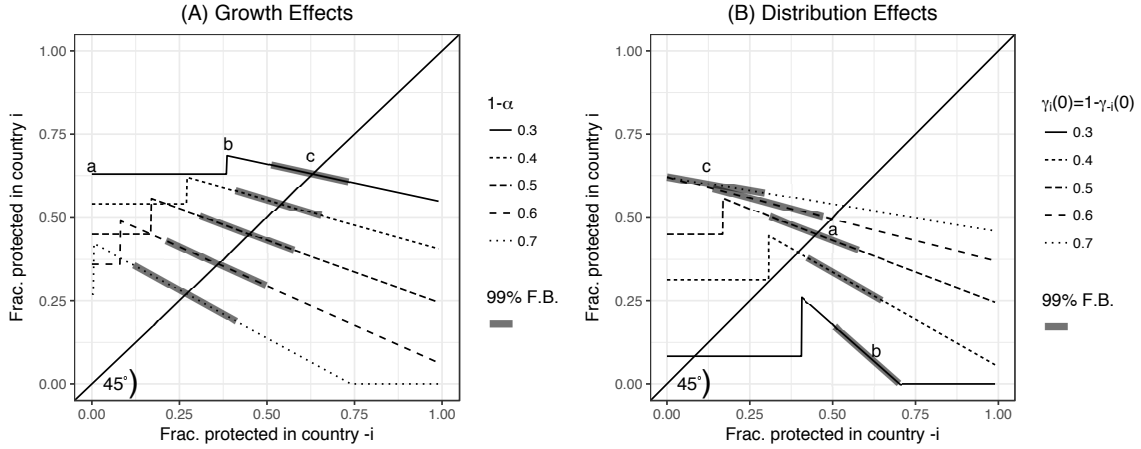 (A) Growth Effects
Frac. protected in country i
1.00
0.75
0.50
0.25
0.00
a
b
c
45°)
0.00
0.25
0.50
0.75
1.00
Frac. protected in country -i
1-α
0.3
0.4
0.5
0.6
0.7
99% F.B.
(B) Distribution Effects
Frac. protected in country i
1.00
0.75
0.50
0.25
0.00
c
a
b
45°)
0.00
0.25
0.50
0.75
1.00
Frac. protected in country -i
γi(0)=1-γ-i(0)
0.3
0.4
0.5
0.6
0.7
99% F.B.